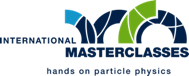 INTERNATIONAL
MASTERCLASSES
hands on particle physics